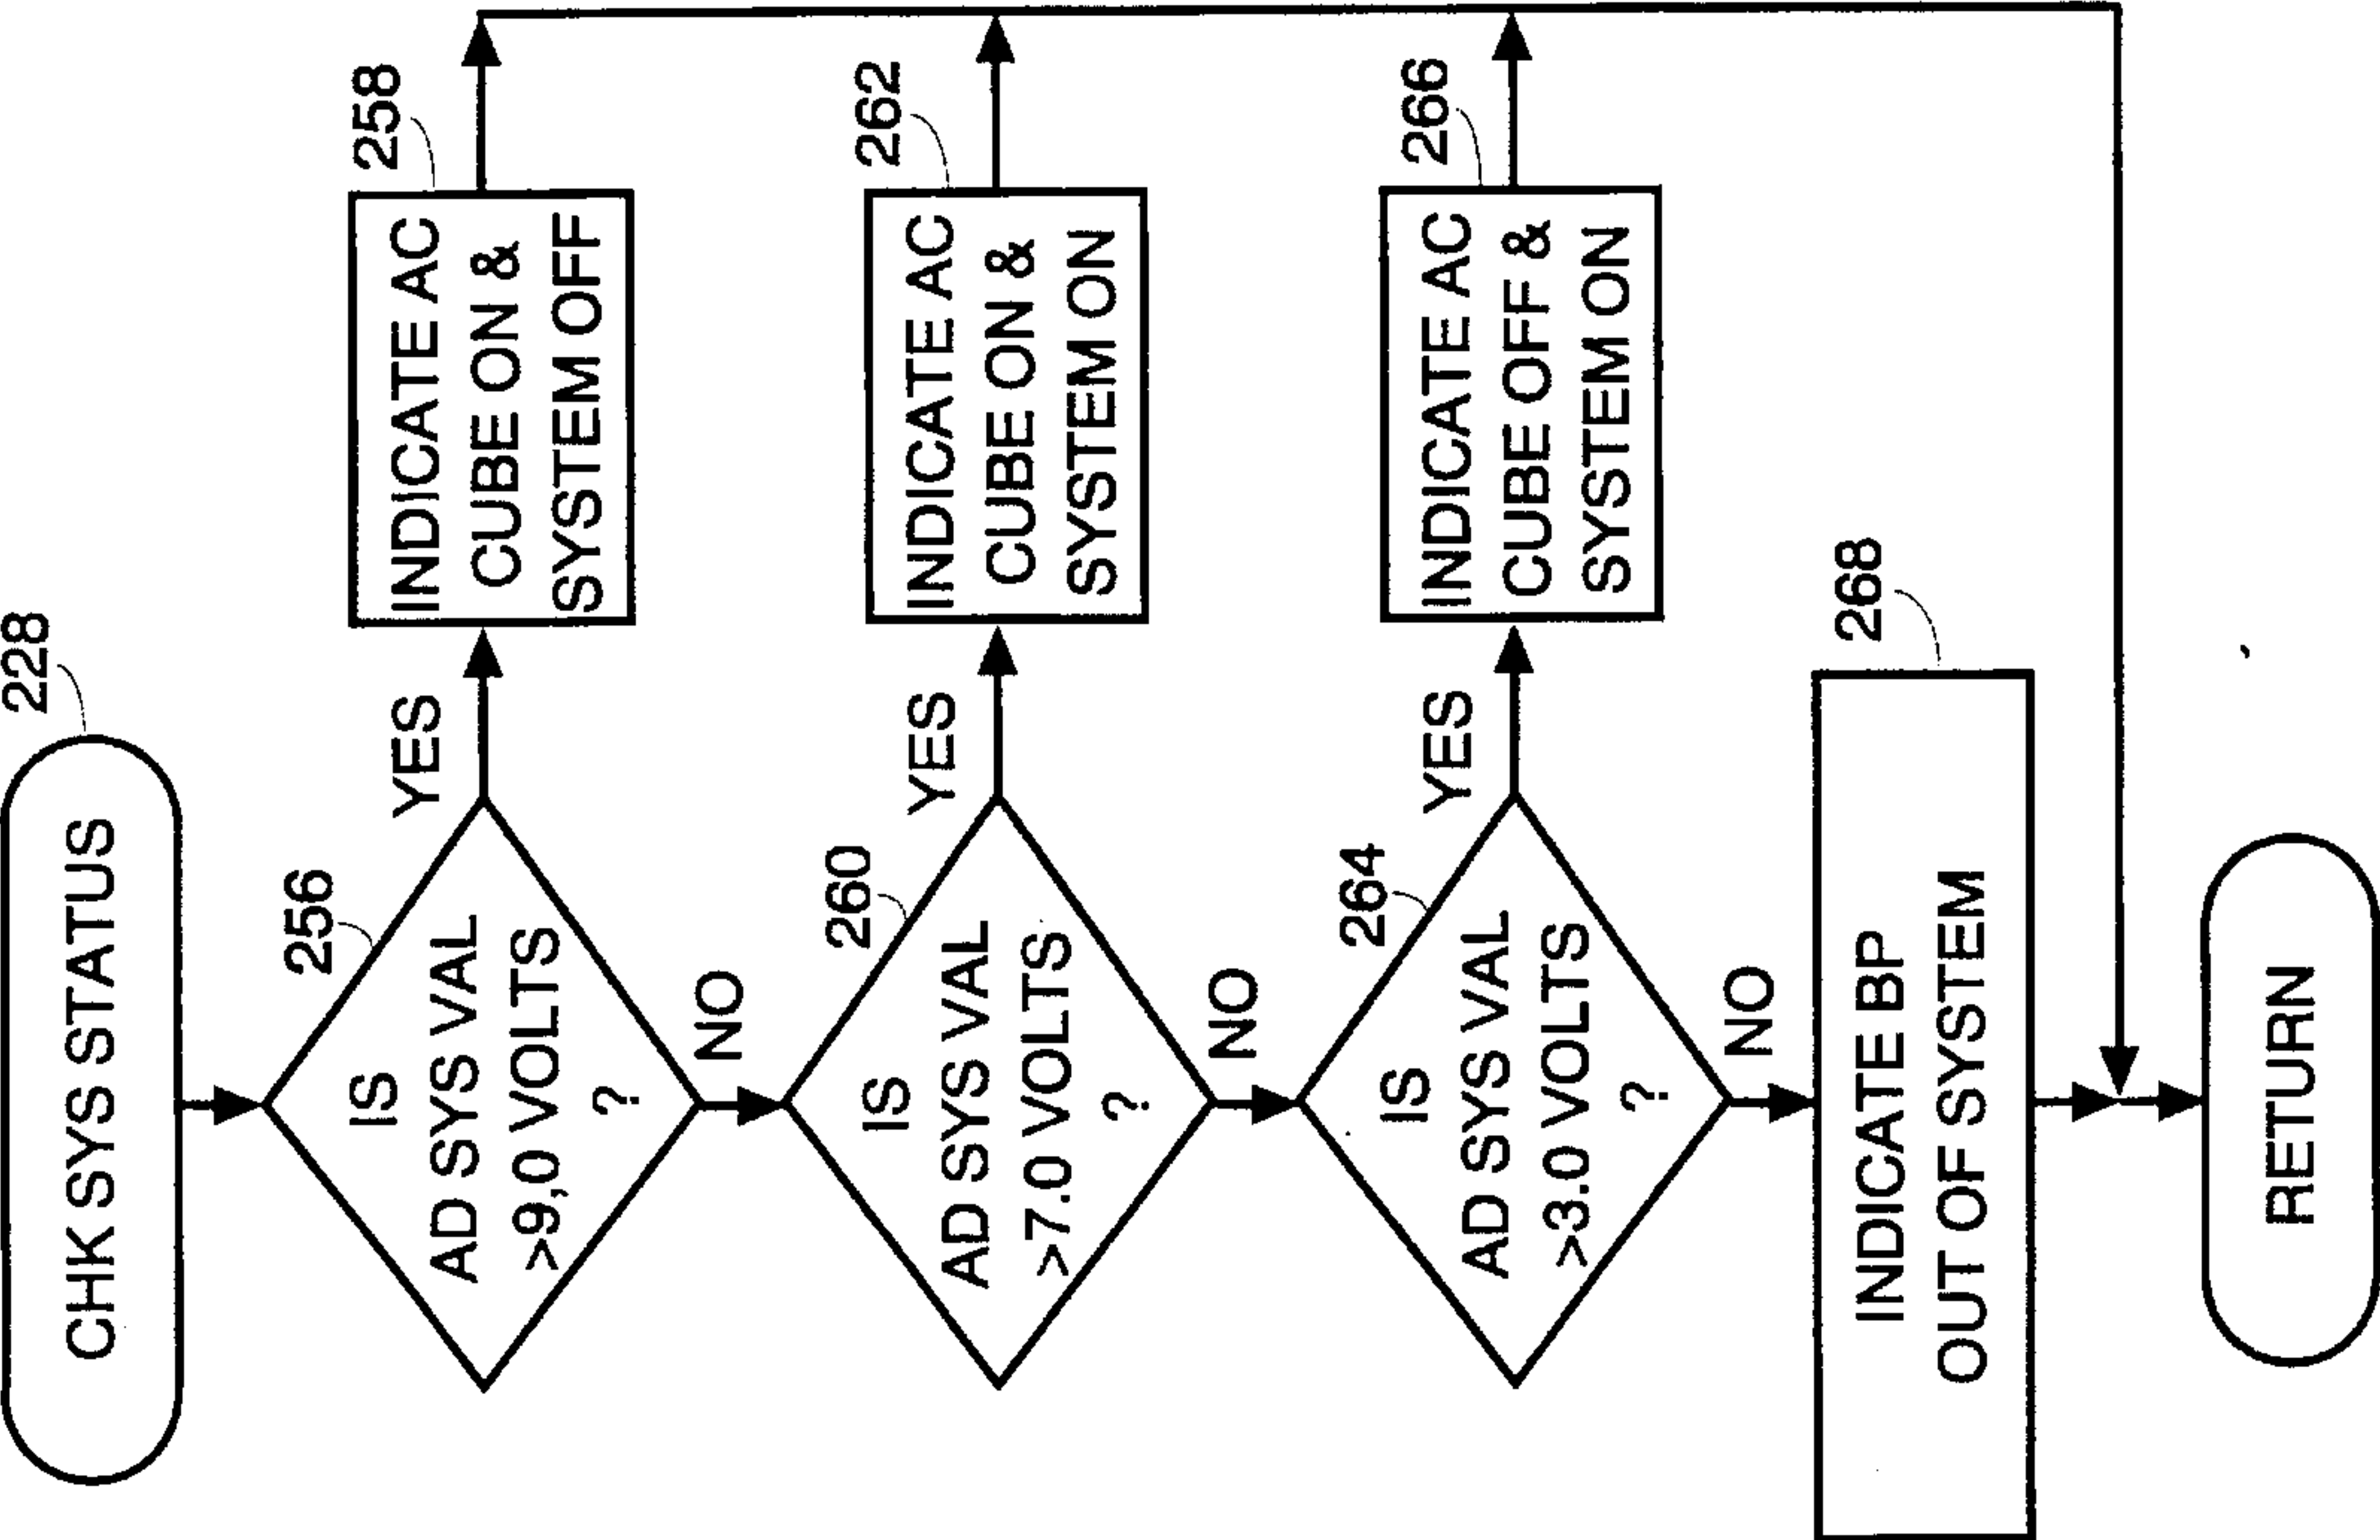 228
CHK SYS STATUS
256
IS
AD SYS VAL
>9,0 VOLTS
?
YES
258
INDICATE AC
CUBE ON &
SYSTEM OFF
NO
260
IS
AD SYS VAL
>7.0 VOLTS
?
YES
262
INDICATE AC
CUBE ON &
SYSTEM ON
NO
264
IS
AD SYS VAL
>3.0 VOLTS
?
YES
266
INDICATE AC
CUBE OFF &
SYSTEM ON
NO
268
INDICATE BP
OUT OF SYSTEM
RETURN